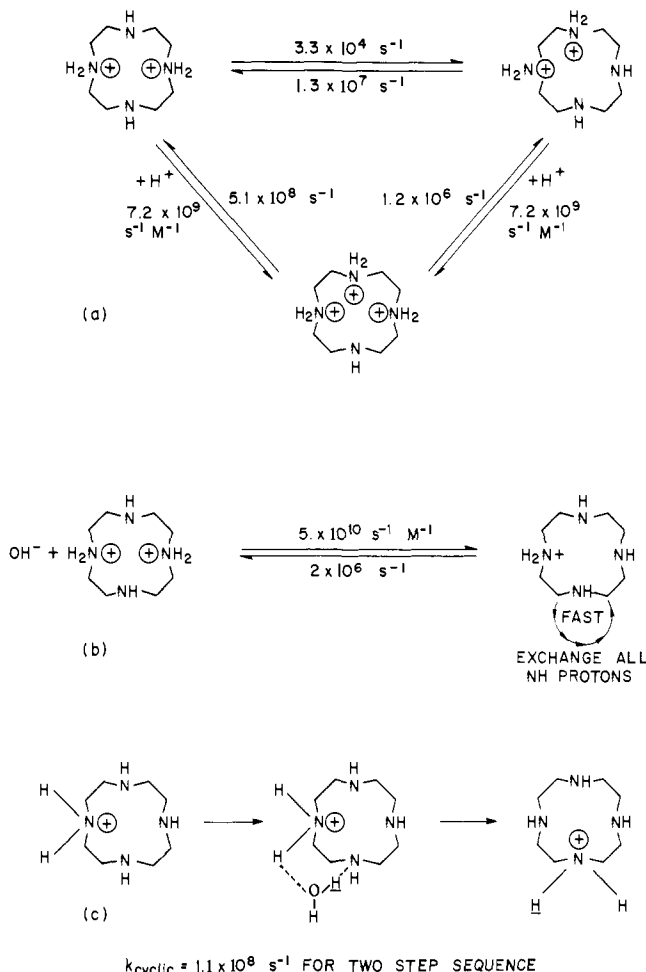 H
N
H2N ⊕ ⊕ NH2
N
H
3.3 x 10⁴ s⁻¹
1.3 x 10⁷ s⁻¹
H2
N
⊕
H2N ⊕ NH
N
H
+ H⁺
7.2 x 10⁹
s⁻¹ M⁻¹
5.1 x 10⁸ s⁻¹
1.2 x 10⁶ s⁻¹
+ H⁺
7.2 x 10⁹
s⁻¹ M⁻¹
(a)
H2
N
⊕
H2N ⊕ ⊕ NH2
N
H
H
N
OH⁻ + H2N ⊕ ⊕ NH2
NH
5. x 10¹⁰ s⁻¹ M⁻¹
2 x 10⁶ s⁻¹
H
N
H2N+ NH
NH
FAST
EXCHANGE ALL
NH PROTONS
(b)
H
N
H
N ⊕ NH
H
N
H
H
N
H
N ⊕ NH
H
N
H
H
O
H
NH
HN NH
⊕
N
H H
(c)
kcyclic = 1.1 x 10⁸ s⁻¹ FOR TWO STEP SEQUENCE